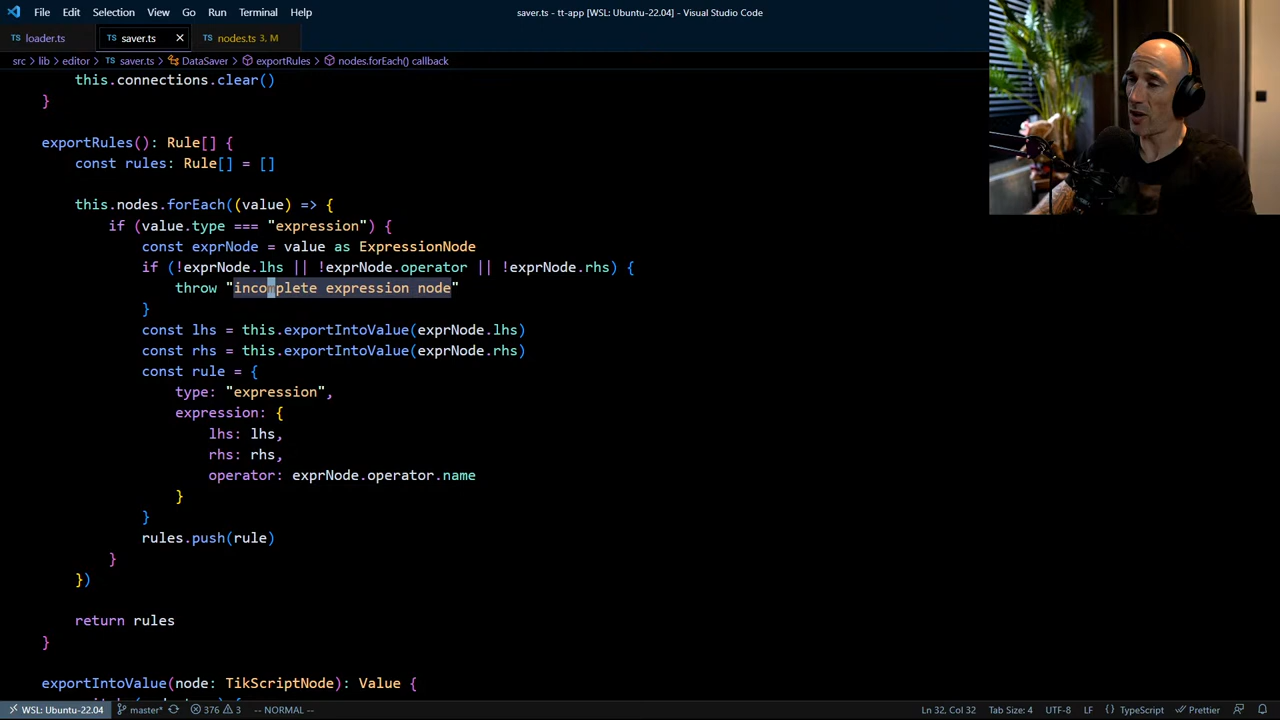 File Edit Selection View Go Run Terminal Help
saver.ts - tt-app [WSL: Ubuntu-22.04] - Visual Studio Code
TS loader.ts TS saver.ts TS nodes.ts 3, M
src > lib > editor > TS saver.ts > DataSaver > exportRules > nodes.forEach() callback
this.connections.clear()
}
exportRules(): Rule[] {
const rules: Rule[] = []
this.nodes.forEach((value) => {
if (value.type === "expression") {
const exprNode = value as ExpressionNode
if (!exprNode.lhs || !exprNode.operator || !exprNode.rhs) {
throw "incomplete expression node"
}
const lhs = this.exportIntoValue(exprNode.lhs)
const rhs = this.exportIntoValue(exprNode.rhs)
const rule = {
type: "expression",
expression: {
lhs: lhs,
rhs: rhs,
operator: exprNode.operator.name
}
}
rules.push(rule)
}
})
return rules
}
exportIntoValue(node: TikScriptNode): Value {
WSL: Ubuntu-22.04 master* 376 3 -- NORMAL -- Ln 32, Col 32 Tab Size: 4 UTF-8 LF {} TypeScript Prettier